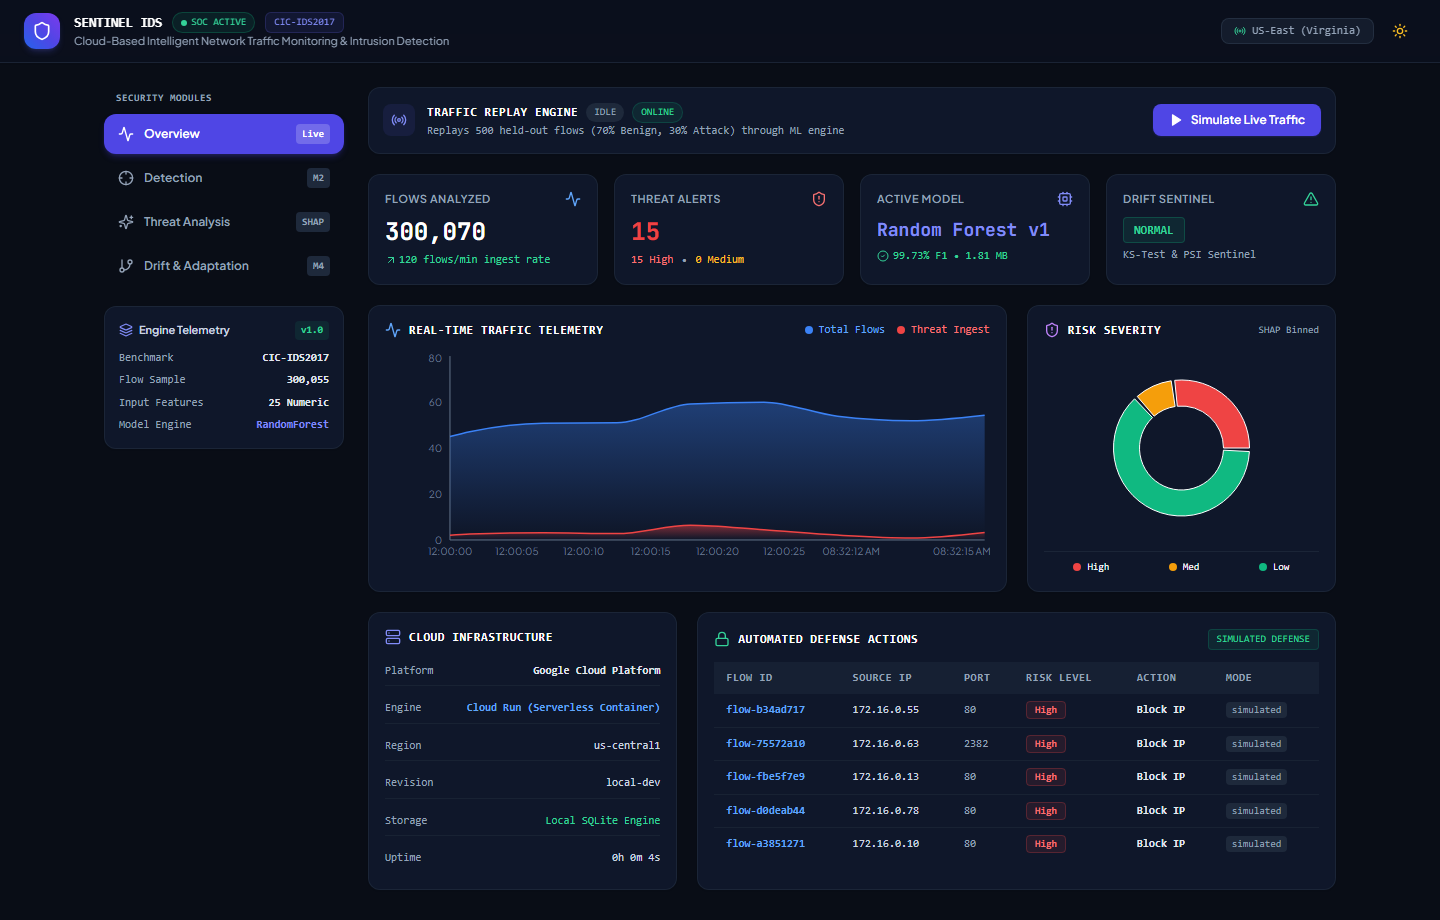 SENTINEL IDS SOC ACTIVE CIC-IDS2017
Cloud-Based Intelligent Network Traffic Monitoring & Intrusion Detection
US-East (Virginia)
SECURITY MODULES
Overview Live
Detection M2
Threat Analysis SHAP
Drift & Adaptation M4
Engine Telemetry v1.0
Benchmark CIC-IDS2017
Flow Sample 300,055
Input Features 25 Numeric
Model Engine RandomForest
TRAFFIC REPLAY ENGINE IDLE ONLINE
Replays 500 held-out flows (70% Benign, 30% Attack) through ML engine
Simulate Live Traffic
FLOWS ANALYZED
300,070
120 flows/min ingest rate
THREAT ALERTS
15
15 High • 0 Medium
ACTIVE MODEL
Random Forest v1
99.73% F1 • 1.81 MB
DRIFT SENTINEL
NORMAL
KS-Test & PSI Sentinel
REAL-TIME TRAFFIC TELEMETRY
Total Flows Threat Ingest
80
60
40
20
0
12:00:00 12:00:05 12:00:10 12:00:15 12:00:20 12:00:25 08:32:12 AM 08:32:15 AM
RISK SEVERITY SHAP Binned
High Med Low
CLOUD INFRASTRUCTURE
Platform Google Cloud Platform
Engine Cloud Run (Serverless Container)
Region us-central1
Revision local-dev
Storage Local SQLite Engine
Uptime 0h 0m 4s
AUTOMATED DEFENSE ACTIONS SIMULATED DEFENSE
FLOW ID SOURCE IP PORT RISK LEVEL ACTION MODE
flow-b34ad717 172.16.0.55 80 High Block IP simulated
flow-75572a10 172.16.0.63 2382 High Block IP simulated
flow-fbe5f7e9 172.16.0.13 80 High Block IP simulated
flow-d0deab44 172.16.0.78 80 High Block IP simulated
flow-a3851271 172.16.0.10 80 High Block IP simulated